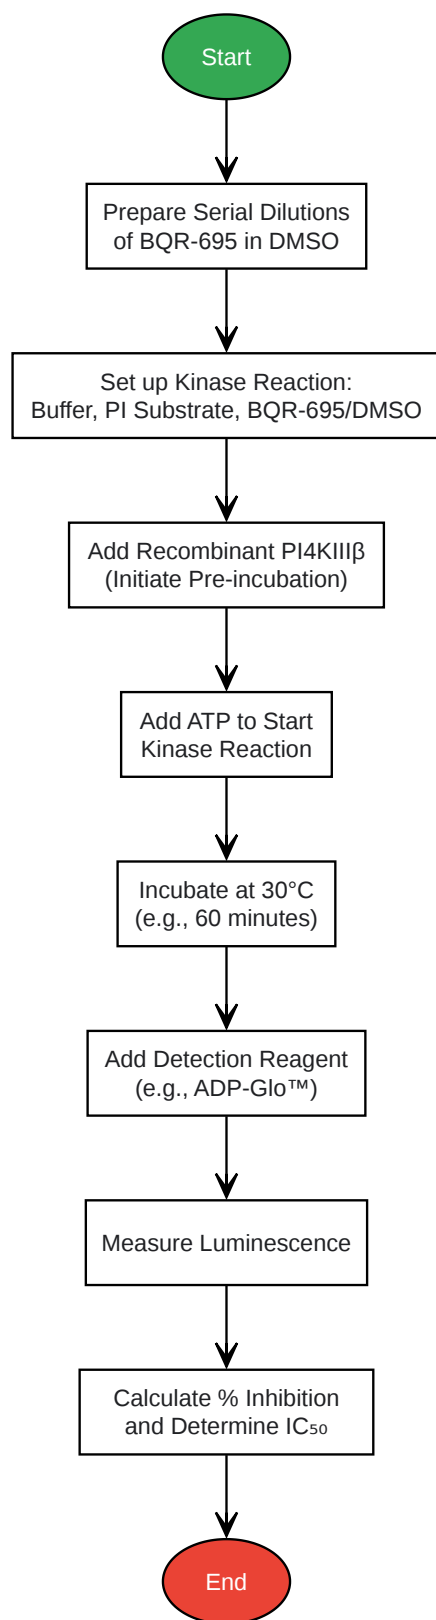 Start
Prepare Serial Dilutions
of BQR-695 in DMSO
Set up Kinase Reaction:
Buffer, PI Substrate, BQR-695/DMSO
Add Recombinant PI4KIIIβ
(Initiate Pre-incubation)
Add ATP to Start
Kinase Reaction
Incubate at 30°C
(e.g., 60 minutes)
Add Detection Reagent
(e.g., ADP-Glo™)
Measure Luminescence
Calculate % Inhibition
and Determine IC₅₀
End